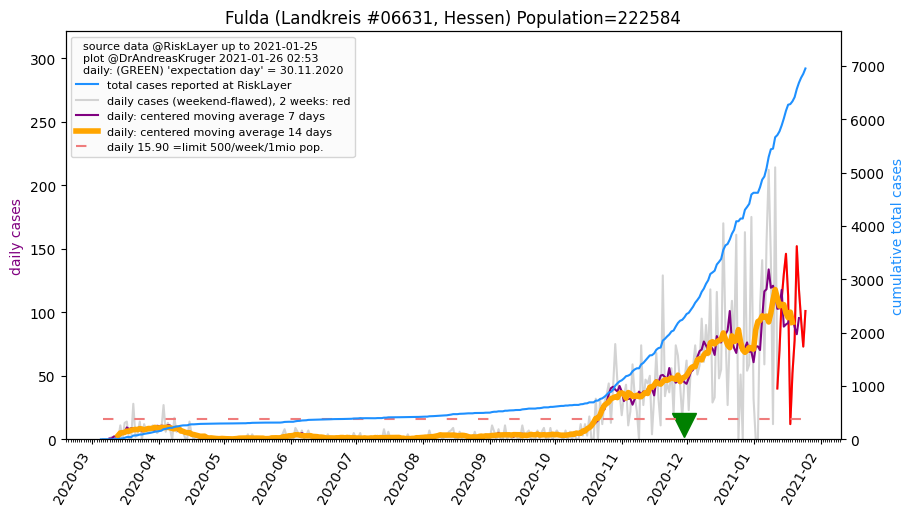 Fulda (Landkreis #06631, Hessen) Population=222584
source data @RiskLayer up to 2021-01-25
plot @DrAndreasKruger 2021-01-26 02:53
daily: (GREEN) 'expectation day' = 30.11.2020
total cases reported at RiskLayer
daily cases (weekend-flawed), 2 weeks: red
daily: centered moving average 7 days
daily: centered moving average 14 days
daily 15.90 =limit 500/week/1mio pop.
daily cases
300
250
200
150
100
50
0
cumulative total cases
7000
6000
5000
4000
3000
2000
1000
0
2020-03
2020-04
2020-05
2020-06
2020-07
2020-08
2020-09
2020-10
2020-11
2020-12
2021-01
2021-02